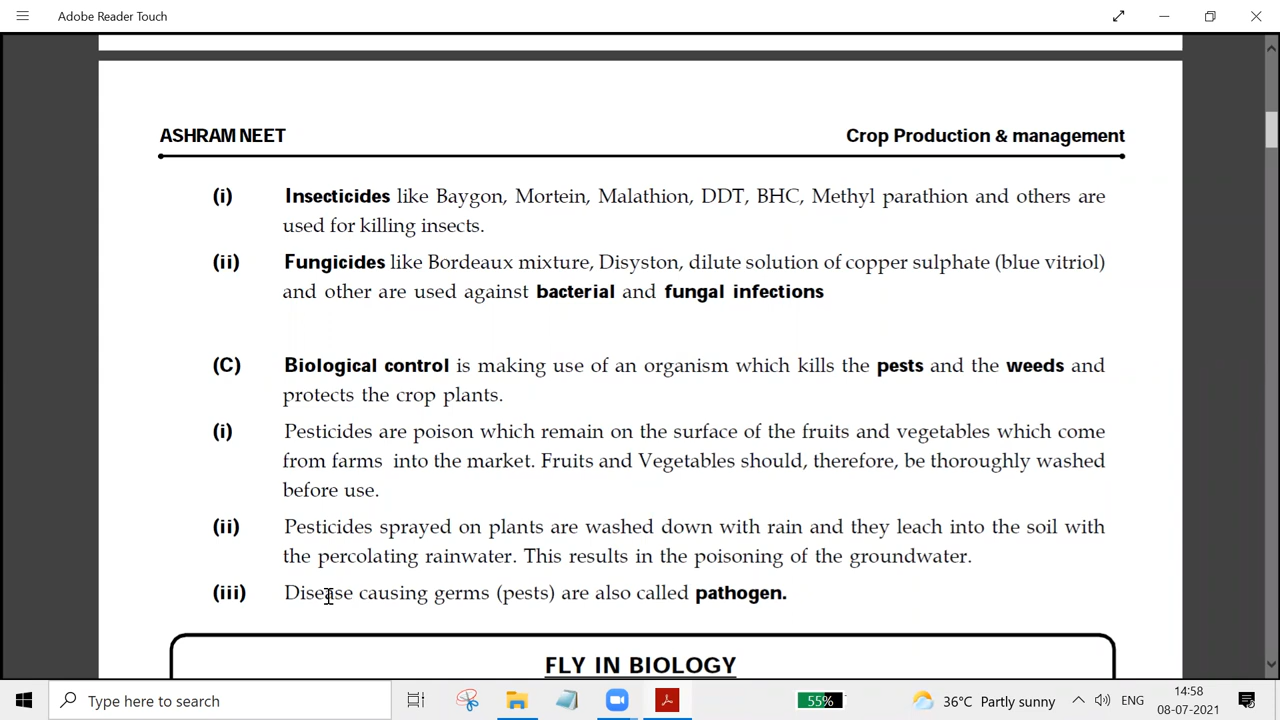 Adobe Reader Touch
ASHRAM NEET Crop Production & management
(i) Insecticides like Baygon, Mortein, Malathion, DDT, BHC, Methyl parathion and others are
used for killing insects.
(ii) Fungicides like Bordeaux mixture, Disyston, dilute solution of copper sulphate (blue vitriol)
and other are used against bacterial and fungal infections
(C) Biological control is making use of an organism which kills the pests and the weeds and
protects the crop plants.
(i) Pesticides are poison which remain on the surface of the fruits and vegetables which come
from farms into the market. Fruits and Vegetables should, therefore, be thoroughly washed
before use.
(ii) Pesticides sprayed on plants are washed down with rain and they leach into the soil with
the percolating rainwater. This results in the poisoning of the groundwater.
(iii) Disease causing germs (pests) are also called pathogen.
FLY IN BIOLOGY
Type here to search 55% 36°C Partly sunny ENG 14:58
08-07-2021